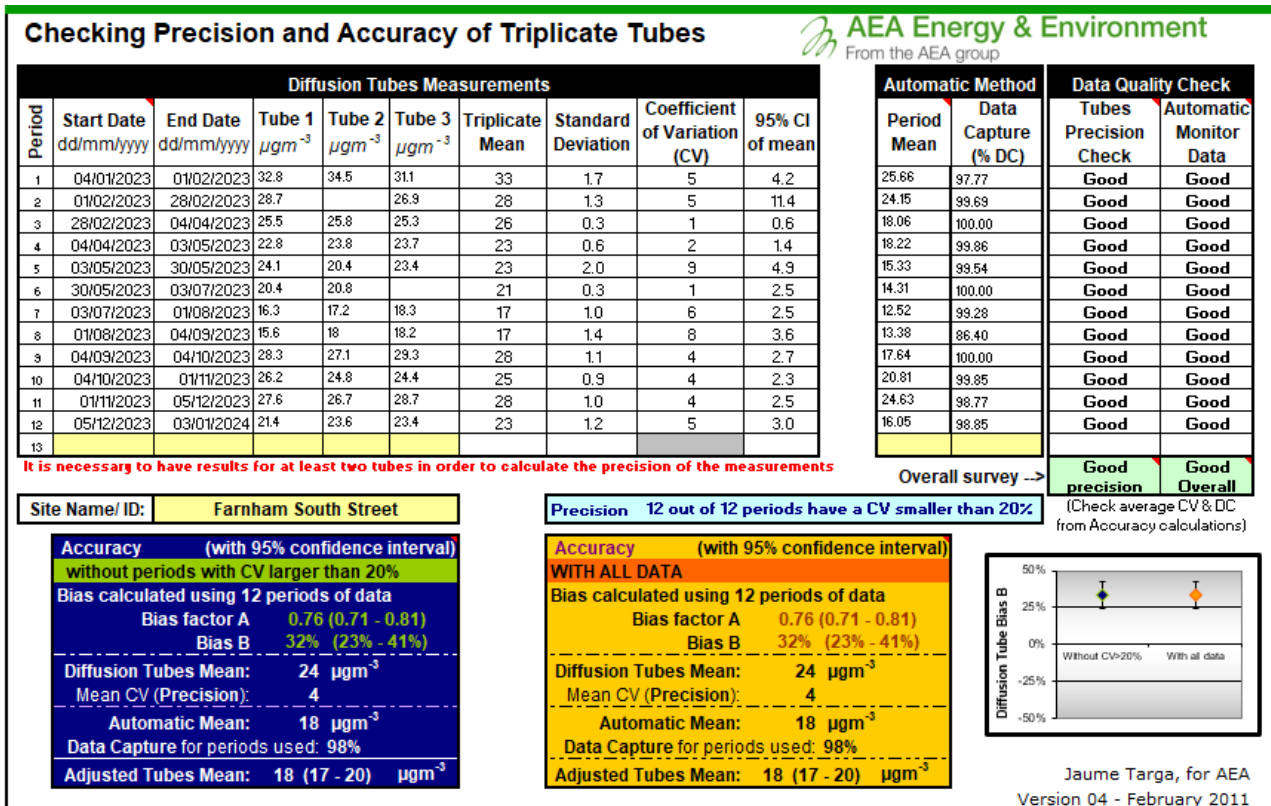 Checking Precision and Accuracy of Triplicate Tubes
AEA Energy & Environment
From the AEA group
Diffusion Tubes Measurements
Automatic Method
Data Quality Check
Period Start Date dd/mm/yyyy End Date dd/mm/yyyy Tube 1 µgm-3 Tube 2 µgm-3 Tube 3 µgm-3 Triplicate Mean Standard Deviation Coefficient of Variation (CV) 95% CI of mean Period Mean Data Capture (% DC) Tubes Precision Check Automatic Monitor Data
1 04/01/2023 01/02/2023 32.8 34.5 31.1 33 1.7 5 4.2 25.66 97.77 Good Good
2 01/02/2023 28/02/2023 28.7 26.9 28 1.3 5 11.4 24.15 99.69 Good Good
3 28/02/2023 04/04/2023 25.5 25.8 25.3 26 0.3 1 0.6 18.06 100.00 Good Good
4 04/04/2023 03/05/2023 22.8 23.8 23.7 23 0.6 2 1.4 18.22 99.86 Good Good
5 03/05/2023 30/05/2023 24.1 20.4 23.4 23 2.0 9 4.9 15.33 99.54 Good Good
6 30/05/2023 03/07/2023 20.4 20.8 21 0.3 1 2.5 14.31 100.00 Good Good
7 03/07/2023 01/08/2023 16.3 17.2 18.3 17 1.0 6 2.5 12.52 99.28 Good Good
8 01/08/2023 04/09/2023 15.6 18 18.2 17 1.4 8 3.6 13.38 86.40 Good Good
9 04/09/2023 04/10/2023 28.3 27.1 29.3 28 1.1 4 2.7 17.64 100.00 Good Good
10 04/10/2023 01/11/2023 26.2 24.8 24.4 25 0.9 4 2.3 20.81 99.85 Good Good
11 01/11/2023 05/12/2023 27.6 26.7 28.7 28 1.0 4 2.5 24.63 98.77 Good Good
12 05/12/2023 03/01/2024 21.4 23.6 23.4 23 1.2 5 3.0 16.05 98.85 Good Good
13
It is necessary to have results for at least two tubes in order to calculate the precision of the measurements
Overall survey --> Good precision Good Overall
Site Name/ ID: Farnham South Street
Precision 12 out of 12 periods have a CV smaller than 20%
(Check average CV & DC
from Accuracy calculations)
Accuracy (with 95% confidence interval)
without periods with CV larger than 20%
Bias calculated using 12 periods of data
Bias factor A 0.76 (0.71 - 0.81)
Bias B 32% (23% - 41%)
Diffusion Tubes Mean: 24 µgm-3
Mean CV (Precision): 4
Automatic Mean: 18 µgm-3
Data Capture for periods used: 98%
Adjusted Tubes Mean: 18 (17 - 20) µgm-3
Accuracy (with 95% confidence interval)
WITH ALL DATA
Bias calculated using 12 periods of data
Bias factor A 0.76 (0.71 - 0.81)
Bias B 32% (23% - 41%)
Diffusion Tubes Mean: 24 µgm-3
Mean CV (Precision): 4
Automatic Mean: 18 µgm-3
Data Capture for periods used: 98%
Adjusted Tubes Mean: 18 (17 - 20) µgm-3
Diffusion Tube Bias B
50%
25%
0%
-25%
-50%
Without CV>20% With all data
Jaume Targa, for AEA
Version 04 - February 2011